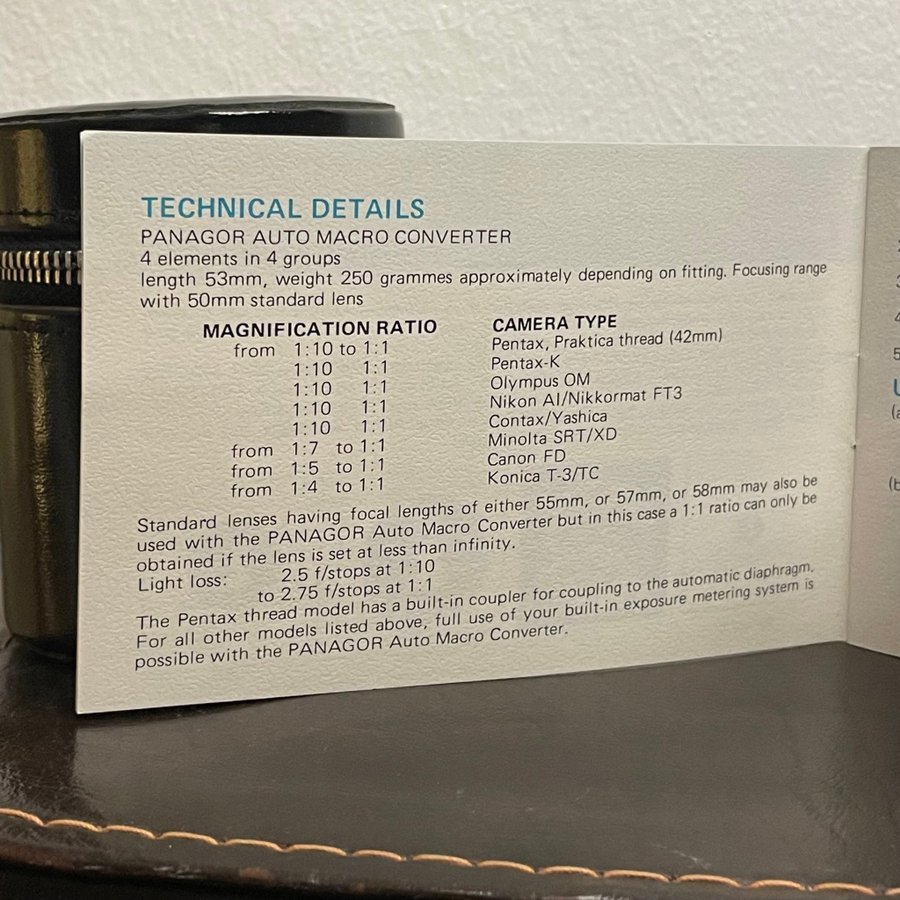 TECHNICAL DETAILS
PANAGOR AUTO MACRO CONVERTER
4 elements in 4 groups
length 53mm, weight 250 grammes approximately depending on fitting. Focusing range
with 50mm standard lens
MAGNIFICATION RATIO CAMERA TYPE
from 1:10 to 1:1 Pentax, Praktica thread (42mm)
1:10 1:1 Pentax-K
1:10 1:1 Olympus OM
1:10 1:1 Nikon AI/Nikkormat FT3
1:10 1:1 Contax/Yashica
from 1:7 to 1:1 Minolta SRT/XD
from 1:5 to 1:1 Canon FD
from 1:4 to 1:1 Konica T-3/TC
Standard lenses having focal lengths of either 55mm, or 57mm, or 58mm may also be
used with the PANAGOR Auto Macro Converter but in this case a 1:1 ratio can only be
obtained if the lens is set at less than infinity.
Light loss: 2.5 f/stops at 1:10
to 2.75 f/stops at 1:1
The Pentax thread model has a built-in coupler for coupling to the automatic diaphragm.
For all other models listed above, full use of your built-in exposure metering system is
possible with the PANAGOR Auto Macro Converter.